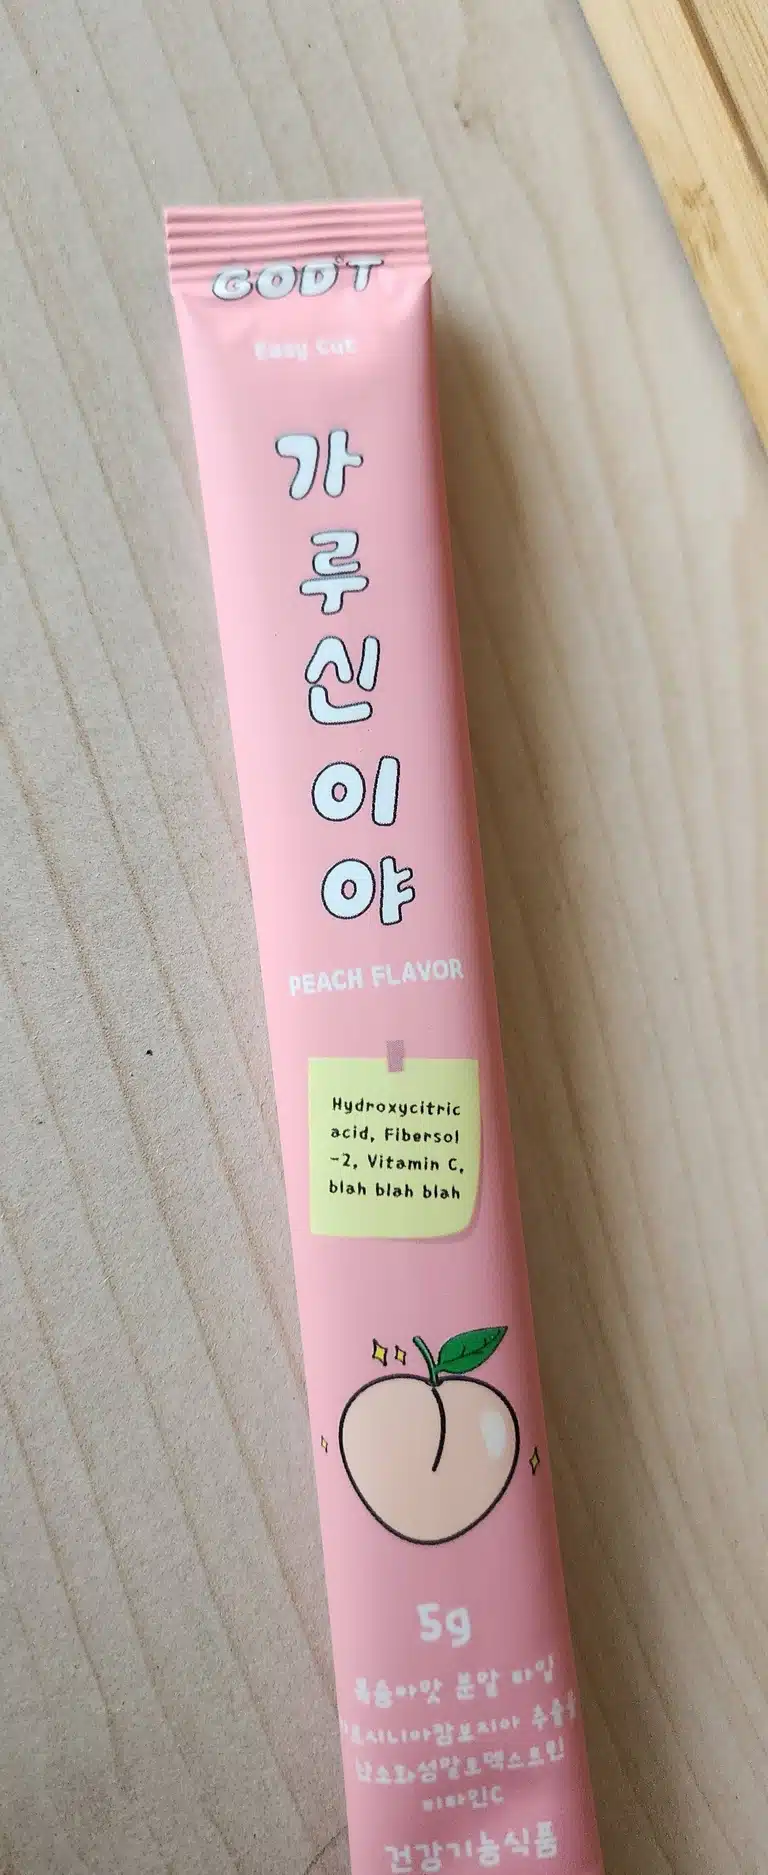 GOD'T
Easy Cut
가루신이야
PEACH FLAVOR
Hydroxycitric
acid, Fibersol
-2, Vitamin C,
blah blah blah
5g
복숭아맛 분말 타입
가르시니아캄보지아 추출물
난소화성말토덱스트린
비타민C
건강기능식품